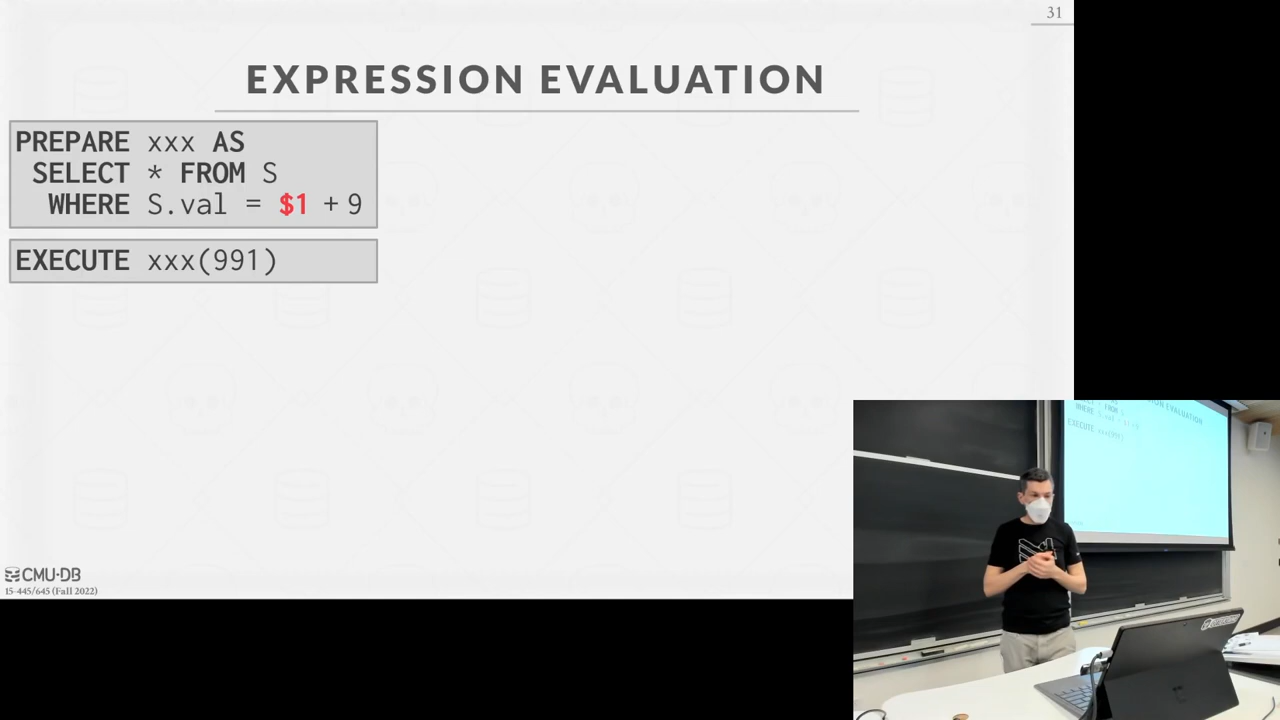 31
EXPRESSION EVALUATION
PREPARE xxx AS
SELECT * FROM S
WHERE S.val = $1 + 9
EXECUTE xxx(991)
CMU·DB
15-445/645 (Fall 2022)